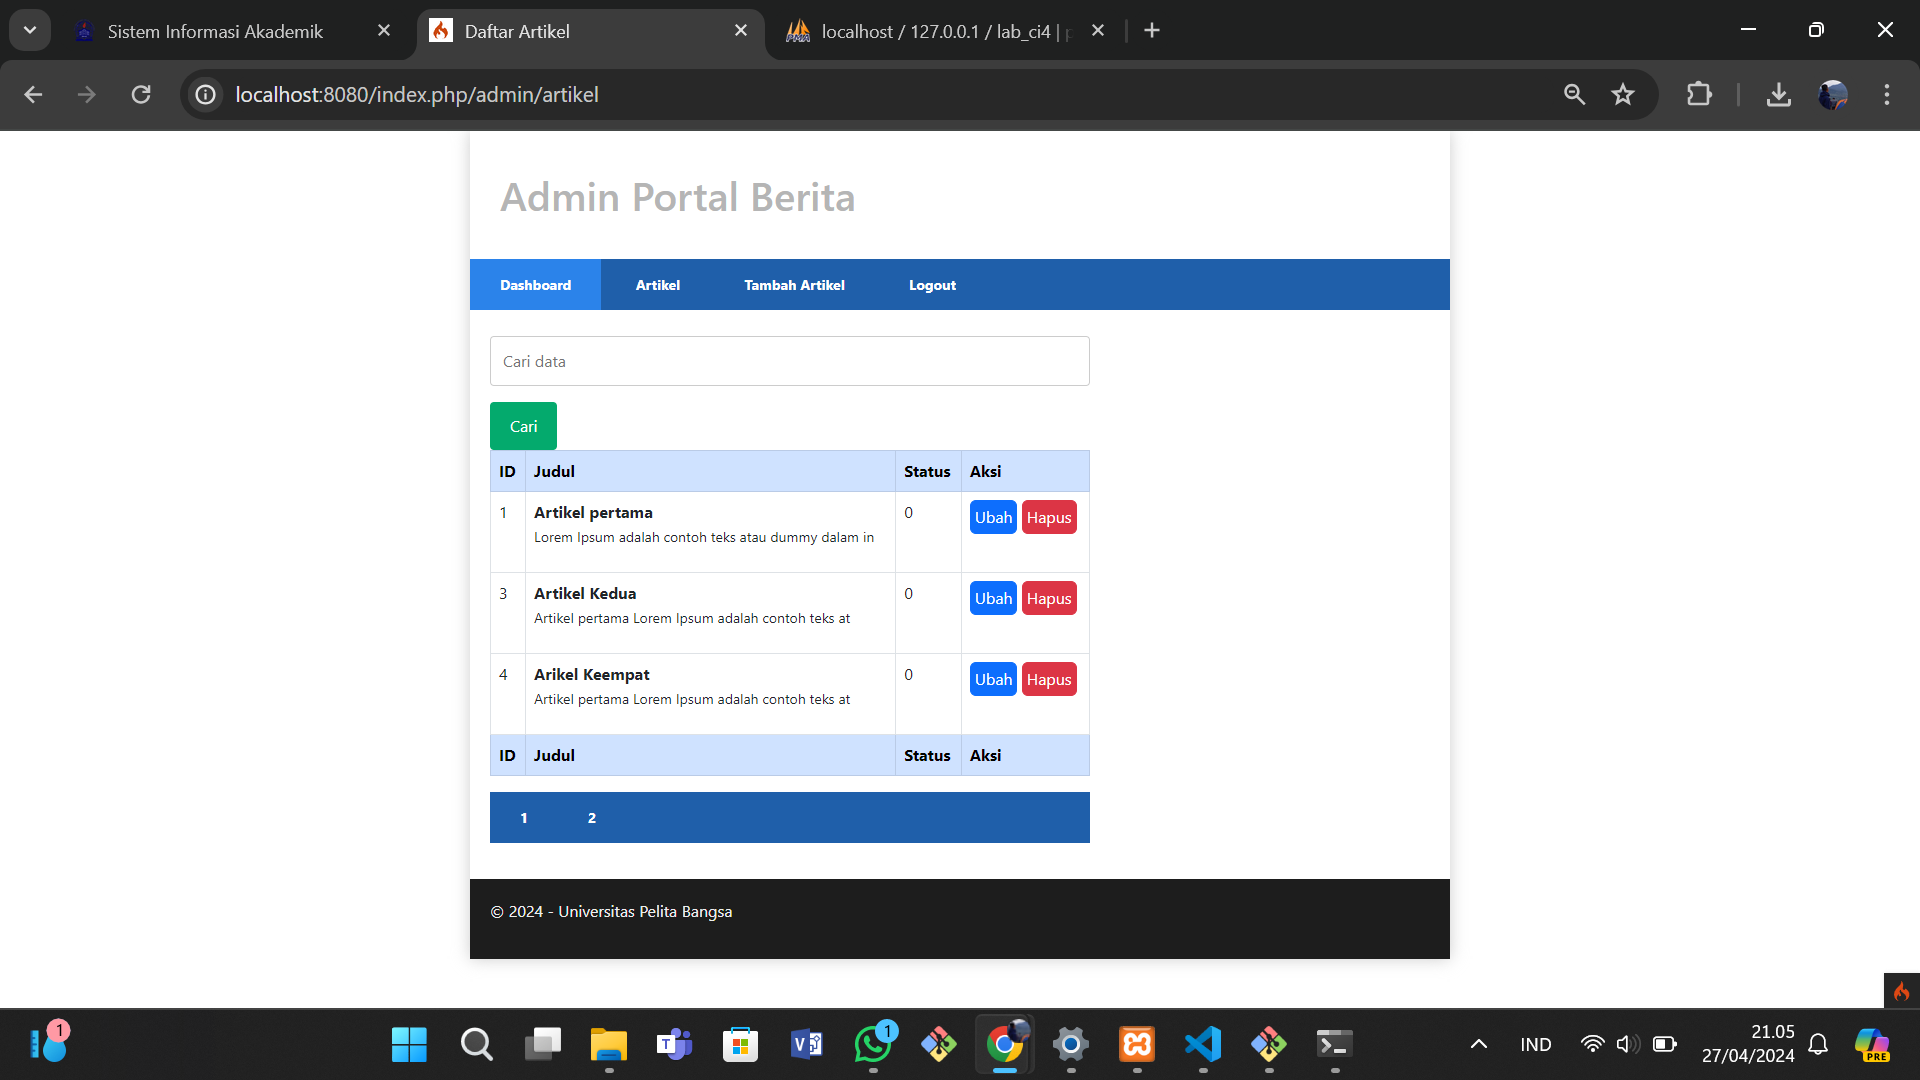 Sistem Informasi Akademik
Daftar Artikel
localhost / 127.0.0.1 / lab_ci4 | p
localhost:8080/index.php/admin/artikel
Admin Portal Berita
Dashboard Artikel Tambah Artikel Logout
Cari data
Cari
ID Judul Status Aksi
1 Artikel pertama 0 Ubah Hapus
Lorem Ipsum adalah contoh teks atau dummy dalam in
3 Artikel Kedua 0 Ubah Hapus
Artikel pertama Lorem Ipsum adalah contoh teks at
4 Arikel Keempat 0 Ubah Hapus
Artikel pertama Lorem Ipsum adalah contoh teks at
ID Judul Status Aksi
1 2
© 2024 - Universitas Pelita Bangsa
1
1
IND
21.05
27/04/2024
PRE